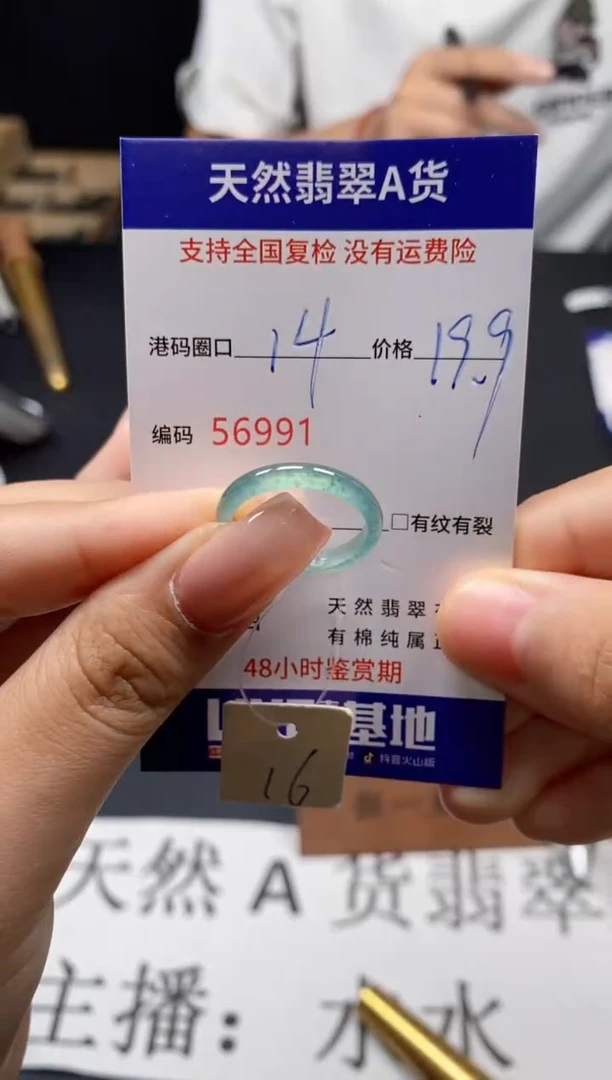 天然翡翠A货
支持全国复检 没有运费险
港码圈口 14 价格 19.9
编码 56991
□有纹有裂
天然翡翠
有棉纯属
48小时鉴赏期
基地
抖音火山版
16
天然A货翡翠
主播：水水